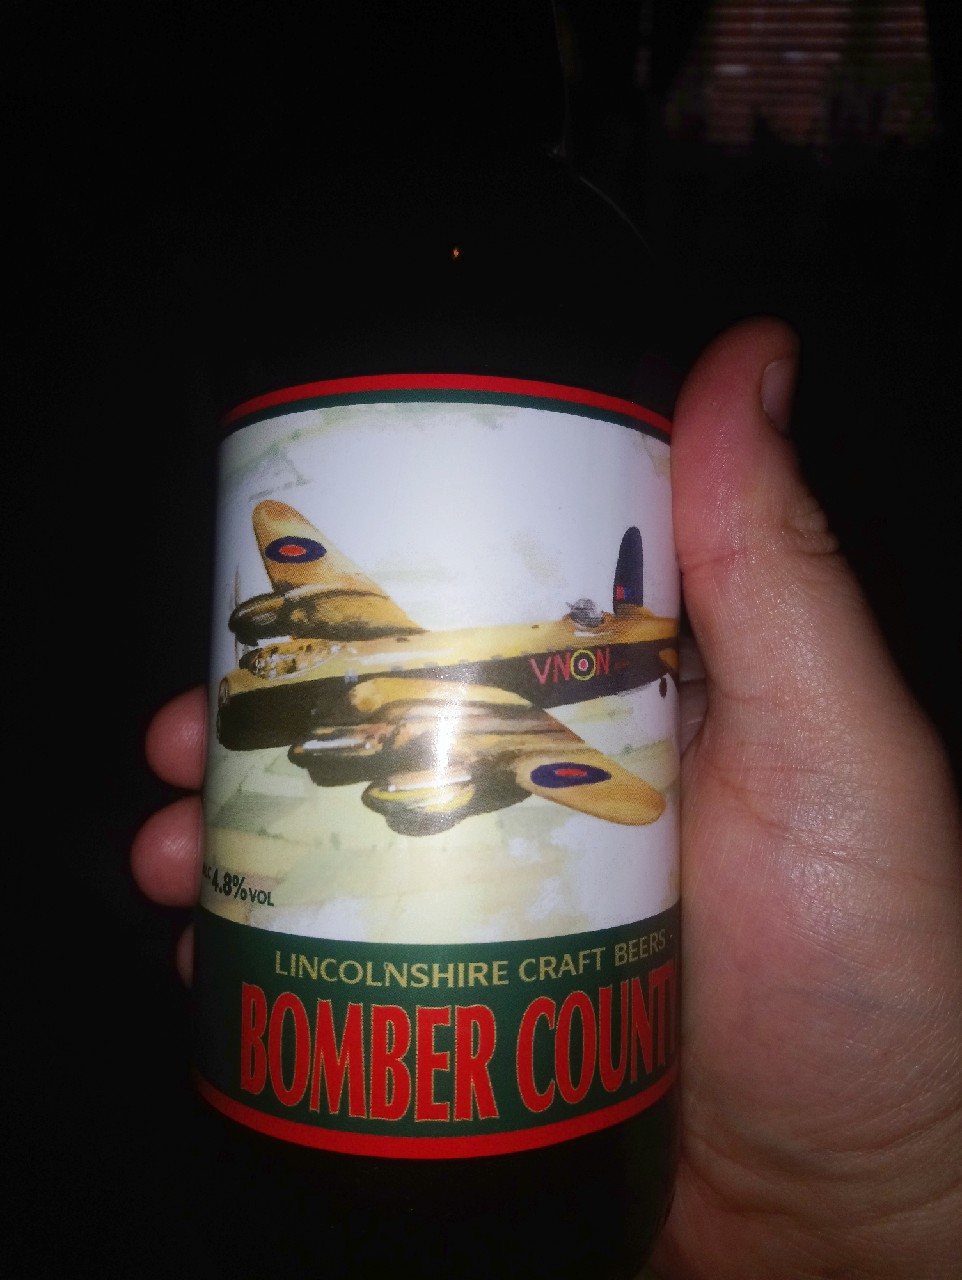 VN N
4.8% VOL
LINCOLNSHIRE CRAFT BEERS
BOMBER COUNT